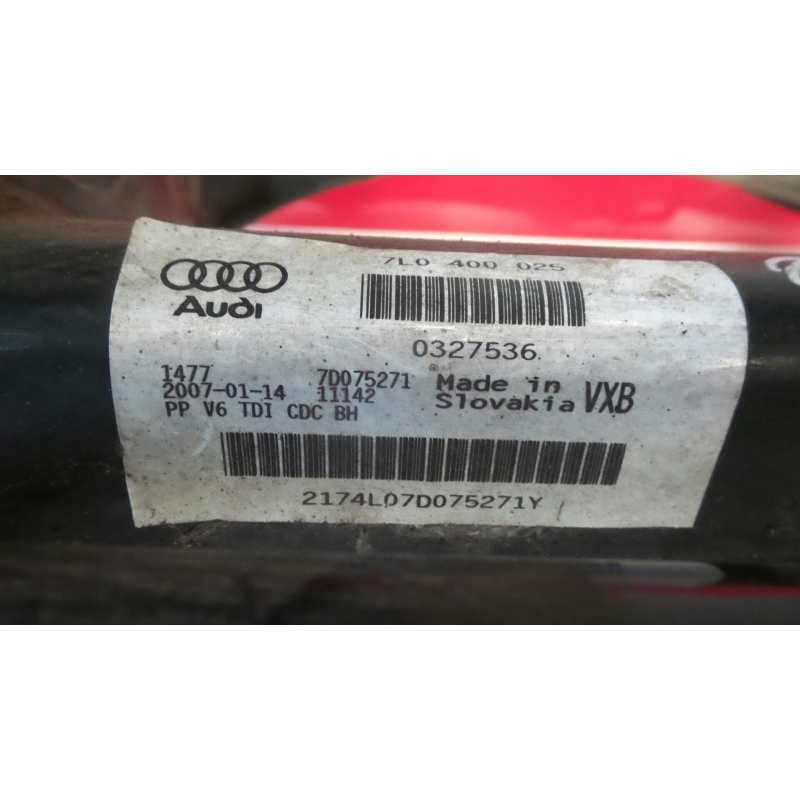 Audi
7L0 400 025
0327536
1477 7D075271
2007-01-14 11142
PP V6 TDI CDC BH
Made in
Slovakia VXB
2174L07D075271Y